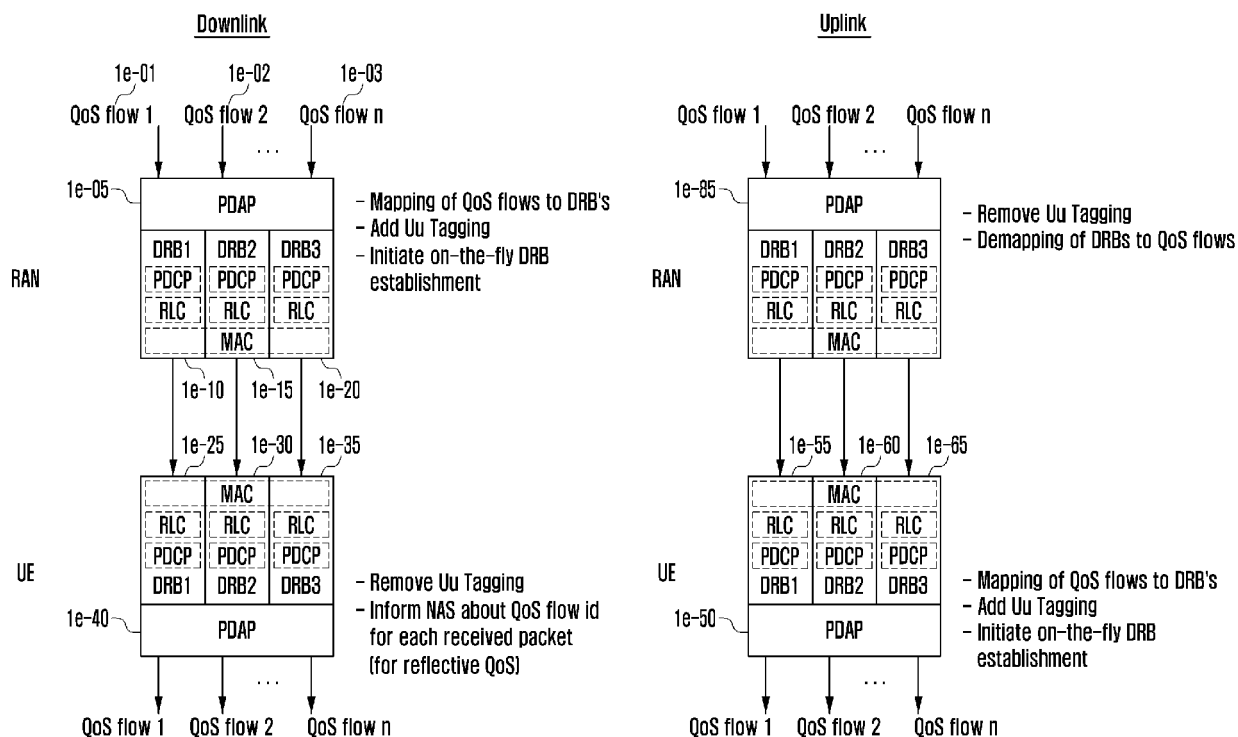 Downlink
1e-01
1e-02
1e-03
QoS flow 1
QoS flow 2
QoS flow n
...
1e-05
PDAP
- Mapping of QoS flows to DRB's
- Add Uu Tagging
- Initiate on-the-fly DRB
establishment
RAN
DRB1 DRB2 DRB3
PDCP PDCP PDCP
RLC RLC RLC
MAC
1e-10
1e-15
1e-20
1e-25
1e-30
1e-35
MAC
RLC RLC RLC
PDCP PDCP PDCP
DRB1 DRB2 DRB3
UE
1e-40
PDAP
- Remove Uu Tagging
- Inform NAS about QoS flow id
for each received packet
(for reflective QoS)
...
QoS flow 1
QoS flow 2
QoS flow n
Uplink
QoS flow 1
QoS flow 2
QoS flow n
...
1e-85
PDAP
- Remove Uu Tagging
- Demapping of DRBs to QoS flows
RAN
DRB1 DRB2 DRB3
PDCP PDCP PDCP
RLC RLC RLC
MAC
1e-55
1e-60
1e-65
MAC
RLC RLC RLC
PDCP PDCP PDCP
DRB1 DRB2 DRB3
UE
1e-50
PDAP
- Mapping of QoS flows to DRB's
- Add Uu Tagging
- Initiate on-the-fly DRB
establishment
...
QoS flow 1
QoS flow 2
QoS flow n